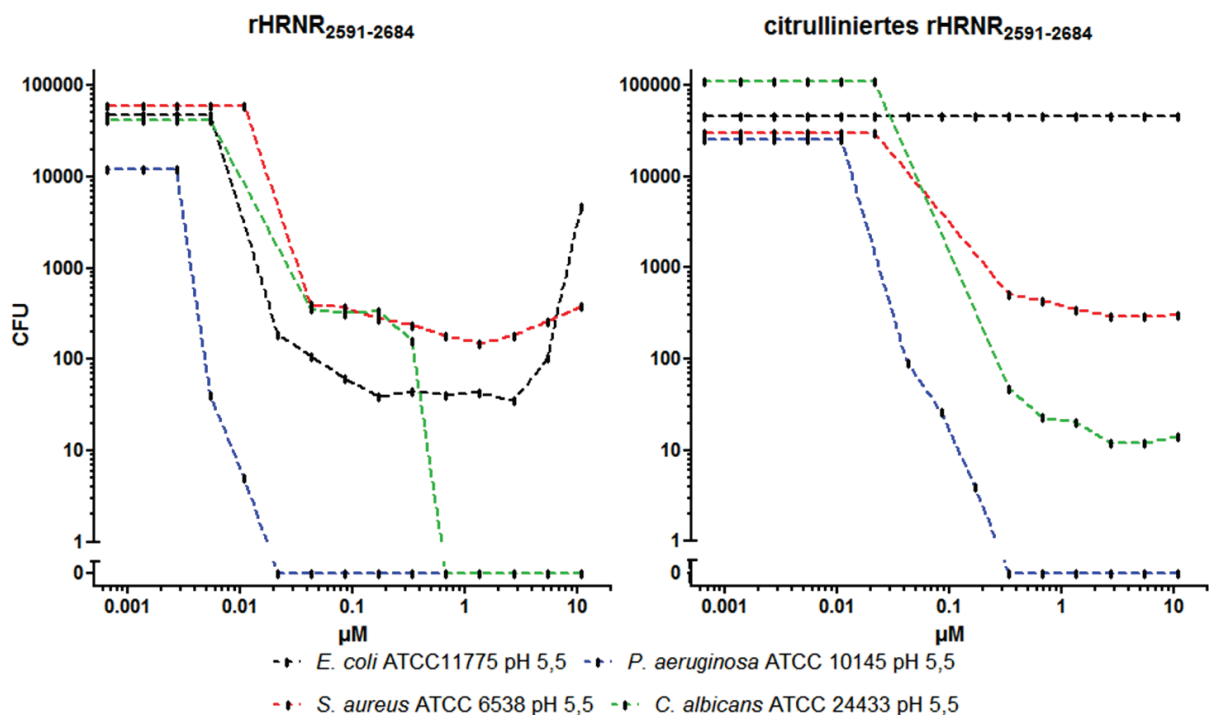 rHRNR2591-2684
citrulliniertes rHRNR2591-2684
CFU
100000
10000
1000
100
10
1
0
0.001
0.01
0.1
1
10
µM
100000
10000
1000
100
10
1
0
0.001
0.01
0.1
1
10
µM
E. coli ATCC11775 pH 5,5
P. aeruginosa ATCC 10145 pH 5,5
S. aureus ATCC 6538 pH 5,5
C. albicans ATCC 24433 pH 5,5